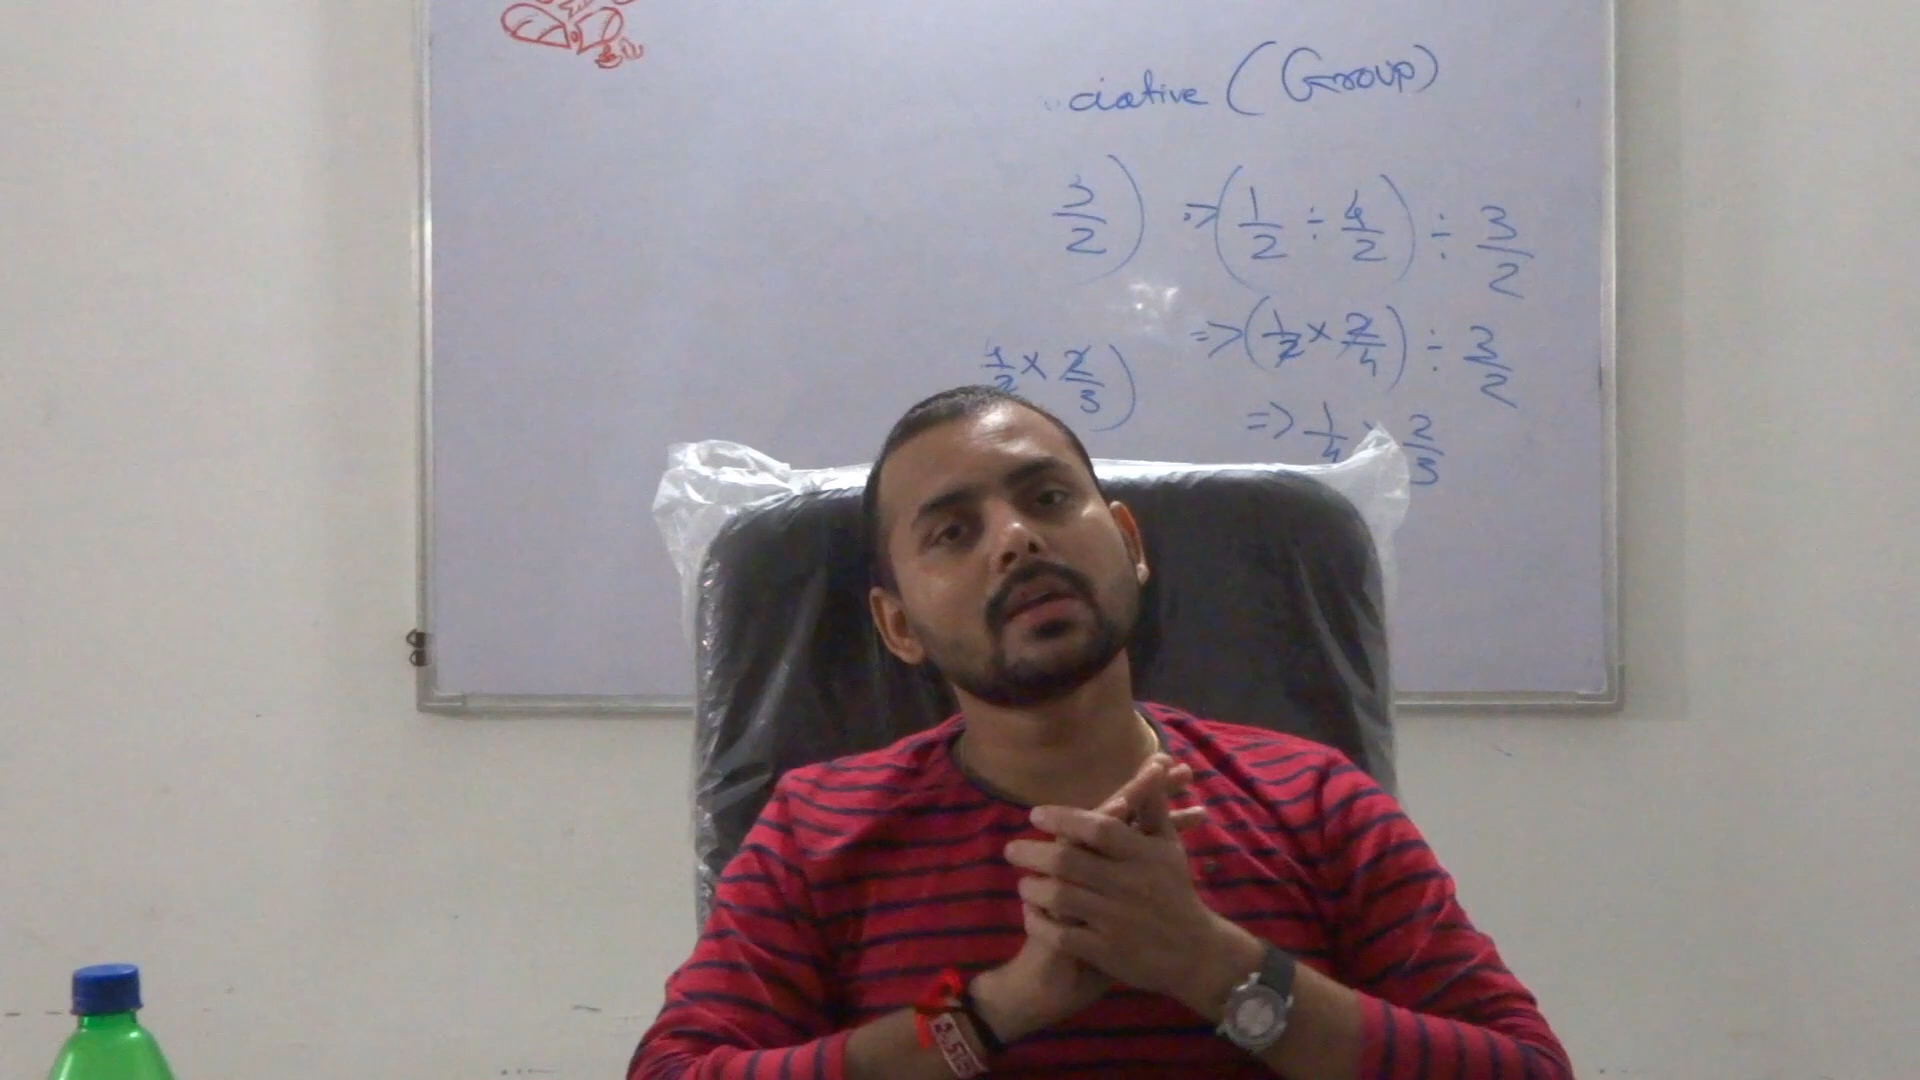 ciative (Group)
3/2) => (1/2 ÷ 4/2) ÷ 3/2
1/2 × 2/3) => (1/2 × 2/4) ÷ 3/2
=> 1/4 × 2/3